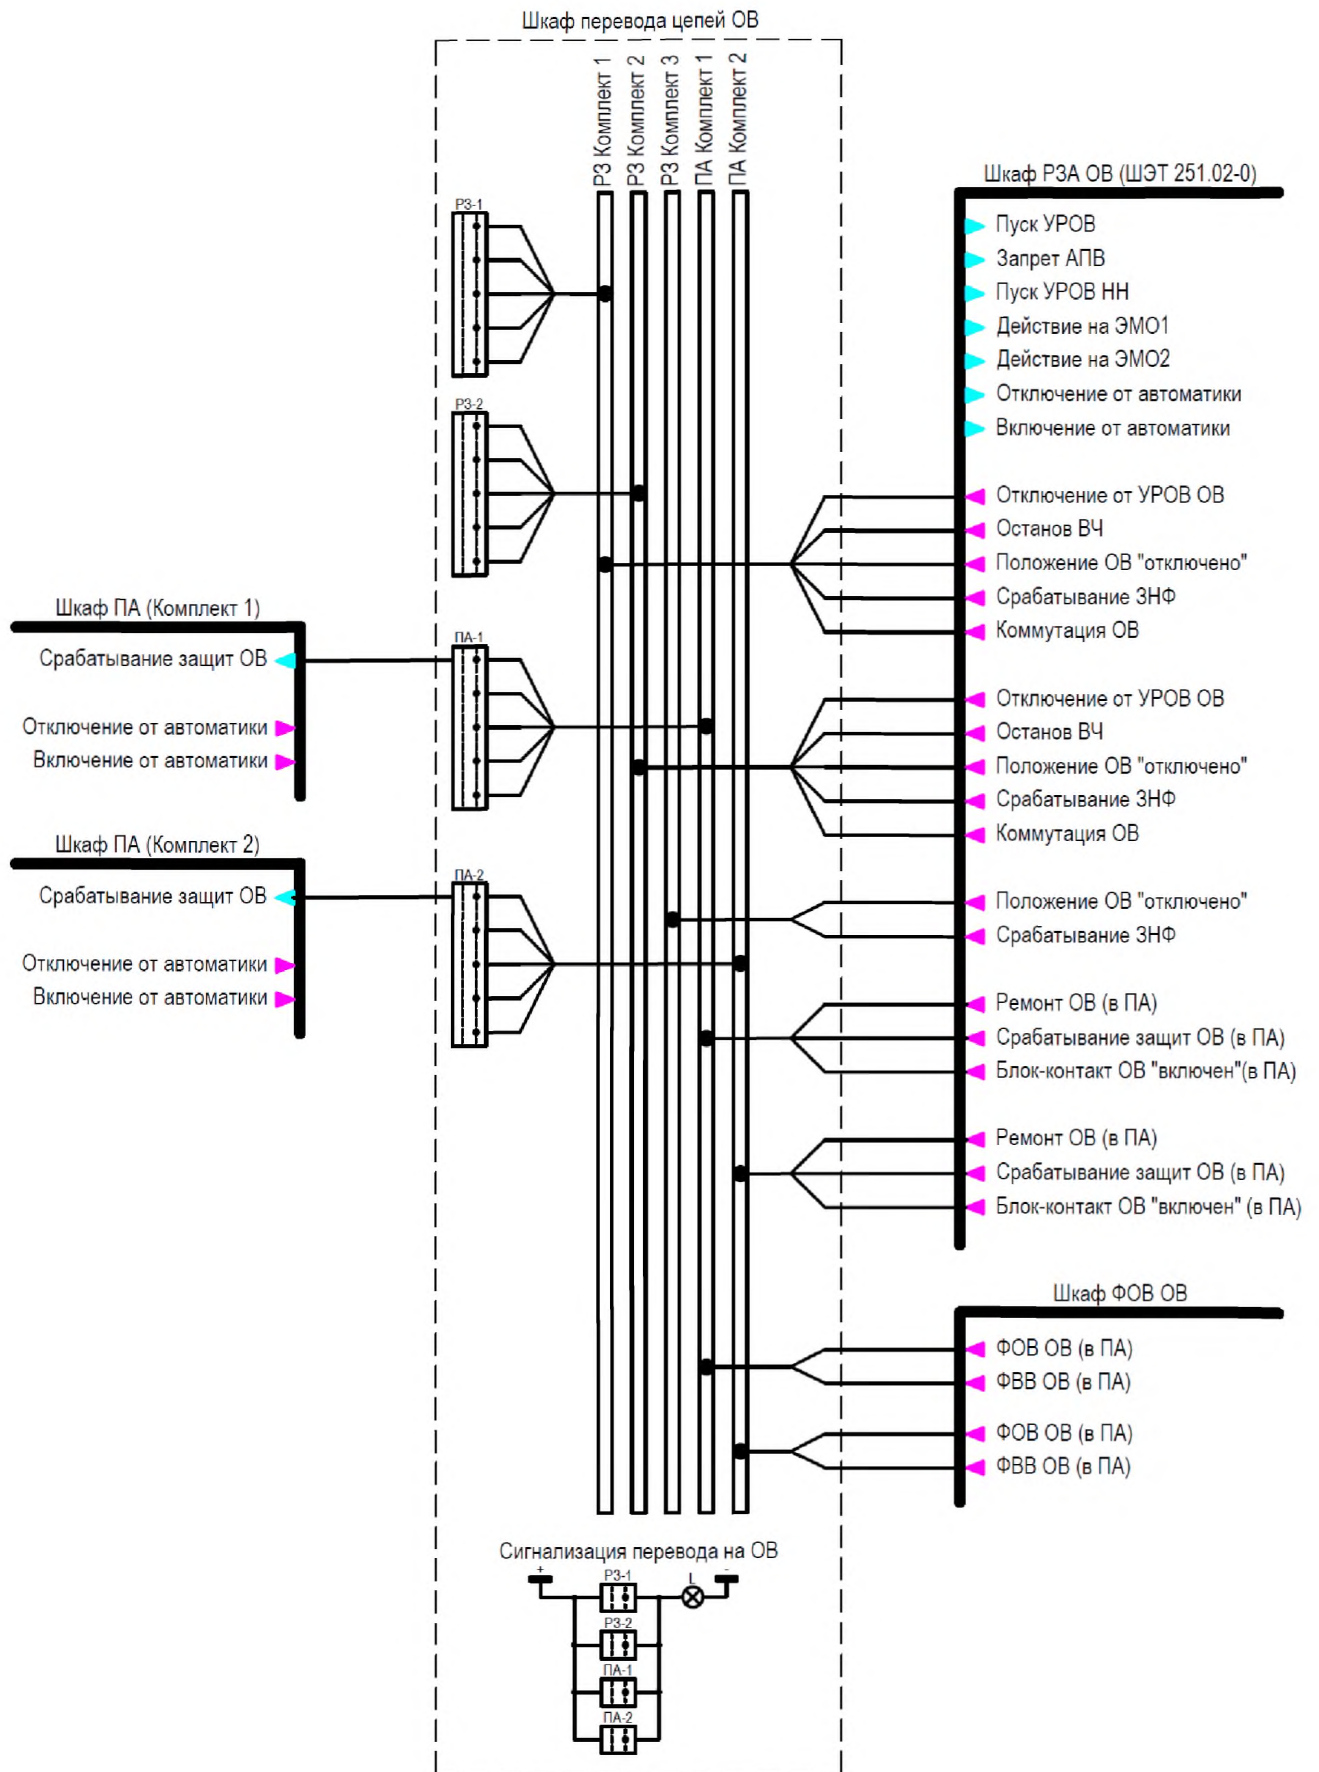 Шкаф перевода цепей ОВ
РЗ Комплект 1
РЗ Комплект 2
РЗ Комплект 3
ПА Комплект 1
ПА Комплект 2
РЗ-1
РЗ-2
ПА-1
ПА-2
Шкаф ПА (Комплект 1)
Срабатывание защит ОВ
Отключение от автоматики
Включение от автоматики
Шкаф ПА (Комплект 2)
Срабатывание защит ОВ
Отключение от автоматики
Включение от автоматики
Шкаф РЗА ОВ (ШЭТ 251.02-0)
Пуск УРОВ
Запрет АПВ
Пуск УРОВ НН
Действие на ЭМО1
Действие на ЭМО2
Отключение от автоматики
Включение от автоматики
Отключение от УРОВ ОВ
Останов ВЧ
Положение ОВ "отключено"
Срабатывание ЗНФ
Коммутация ОВ
Отключение от УРОВ ОВ
Останов ВЧ
Положение ОВ "отключено"
Срабатывание ЗНФ
Коммутация ОВ
Положение ОВ "отключено"
Срабатывание ЗНФ
Ремонт ОВ (в ПА)
Срабатывание защит ОВ (в ПА)
Блок-контакт ОВ "включен"(в ПА)
Ремонт ОВ (в ПА)
Срабатывание защит ОВ (в ПА)
Блок-контакт ОВ "включен" (в ПА)
Шкаф ФОВ ОВ
ФОВ ОВ (в ПА)
ФВВ ОВ (в ПА)
ФОВ ОВ (в ПА)
ФВВ ОВ (в ПА)
Сигнализация перевода на ОВ
+ РЗ-1 L -
РЗ-2
ПА-1
ПА-2